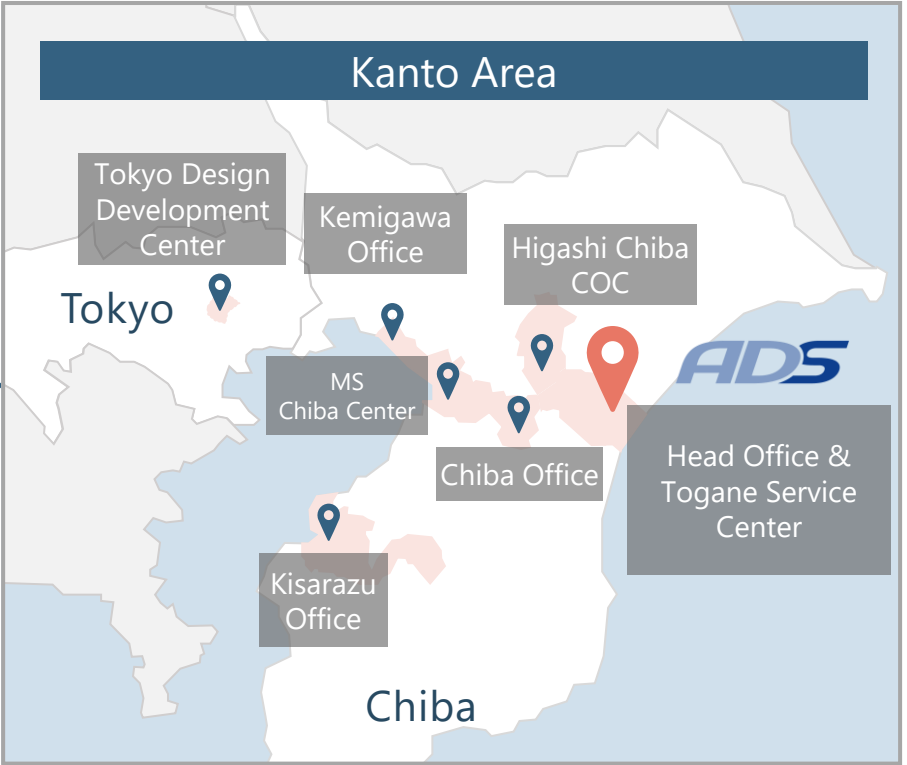 Kanto Area
Tokyo Design
Development
Center
Kemigawa
Office
Higashi Chiba
COC
Tokyo
ADS
MS
Chiba Center
Chiba Office
Head Office &
Togane Service
Center
Kisarazu
Office
Chiba